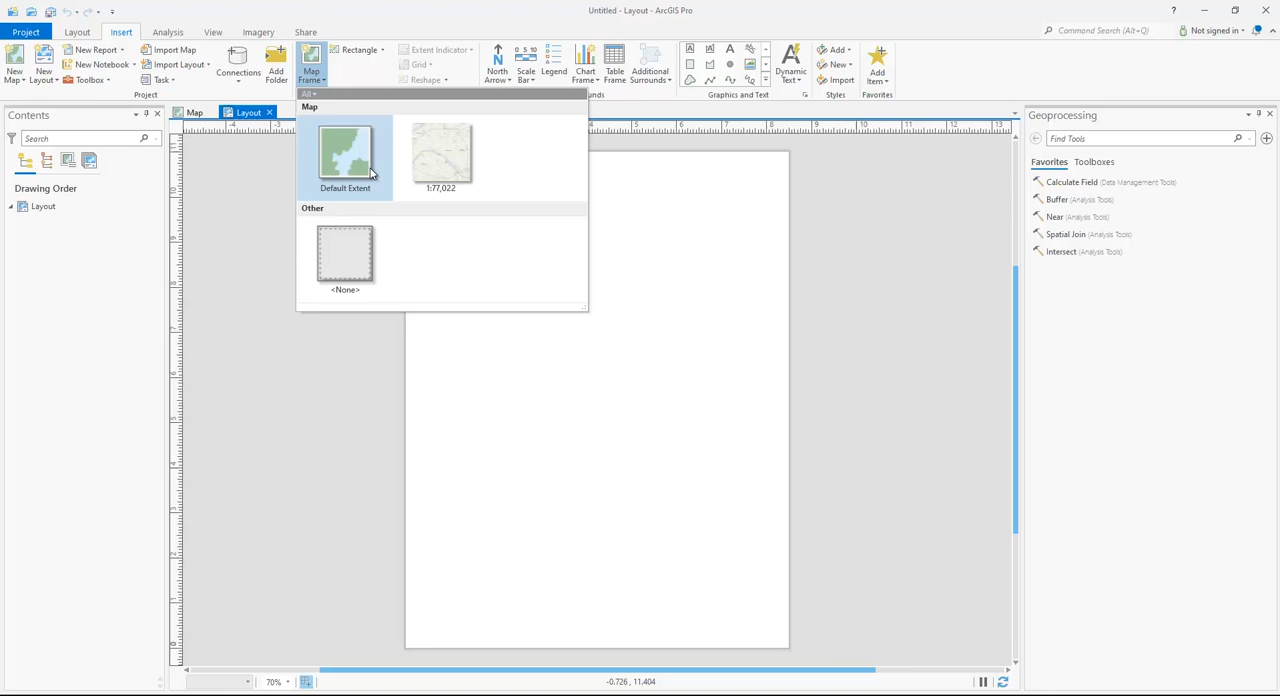 Untitled - Layout - ArcGIS Pro
?
Project Layout Insert Analysis View Imagery Share
Command Search (Alt+Q) Not signed in
New Map New Layout New Report New Notebook Toolbox Import Map Import Layout Task Connections Add Folder
Map Frame Rectangle Extent Indicator Grid Reshape
North Arrow Scale Bar Legend Chart Frame Table Frame Additional Surrounds
0 5 10
Dynamic Text Add New Import Add Item
Project Graphics and Text Styles Favorites
All
Map
Default Extent
1:77,022
Other
<None>
Contents
Search
Drawing Order
Layout
Map Layout
Geoprocessing
Find Tools
Favorites Toolboxes
Calculate Field (Data Management Tools)
Buffer (Analysis Tools)
Near (Analysis Tools)
Spatial Join (Analysis Tools)
Intersect (Analysis Tools)
70%
-0.726 , 11.404